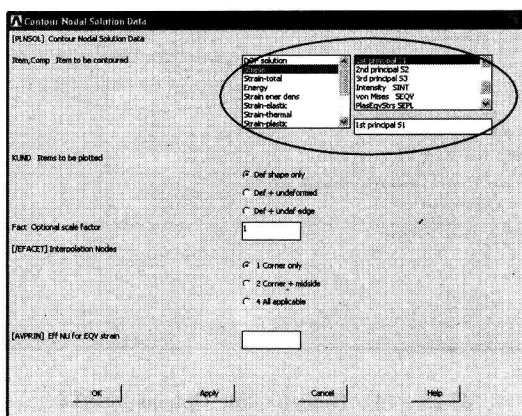 Contour Nodal Solution Data
[PLNSOL] Contour Nodal Solution Data
Item,Comp Item to be contoured
DOF solution
Stress
Strain-total
Energy
Strain ener dens
Strain-elastic
Strain-thermal
Strain-plastic
1st principal S1
2nd principal S2
3rd principal S3
Intensity SINT
von Mises SEQV
PlasEqvStrs SEPL
1st principal S1
KUND Items to be plotted
Def shape only
Def + undeformed
Def + undef edge
Fact Optional scale factor
1
[/EFACET] Interpolation Nodes
1 Corner only
2 Corner + midside
4 All applicable
[AVPRIN] Eff NU for EQV strain
OK
Apply
Cancel
Help